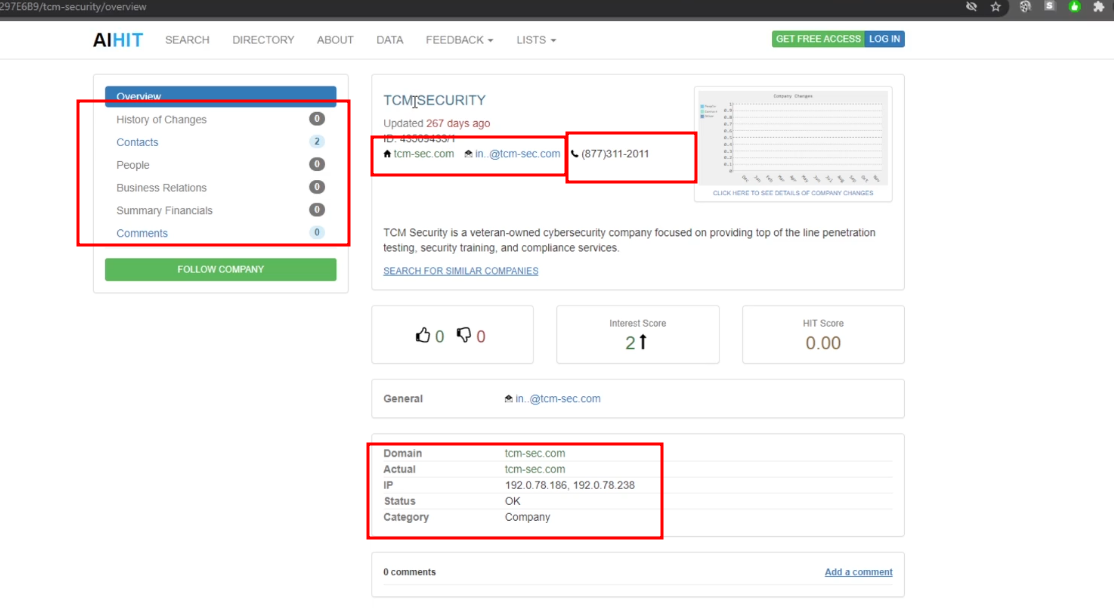 297E6B9/tcm-security/overview
AIHIT SEARCH DIRECTORY ABOUT DATA FEEDBACK LISTS GET FREE ACCESS LOG IN
Overview
History of Changes 0
Contacts 2
People 0
Business Relations 0
Summary Financials 0
Comments 0
FOLLOW COMPANY
TCM SECURITY
Updated 267 days ago
tcm-sec.com in..@tcm-sec.com (877)311-2011
Company Changes
CLICK HERE TO SEE DETAILS OF COMPANY CHANGES
TCM Security is a veteran-owned cybersecurity company focused on providing top of the line penetration
testing, security training, and compliance services.
SEARCH FOR SIMILAR COMPANIES
0 0
Interest Score
2
HIT Score
0.00
General in..@tcm-sec.com
Domain tcm-sec.com
Actual tcm-sec.com
IP 192.0.78.186, 192.0.78.238
Status OK
Category Company
0 comments Add a comment